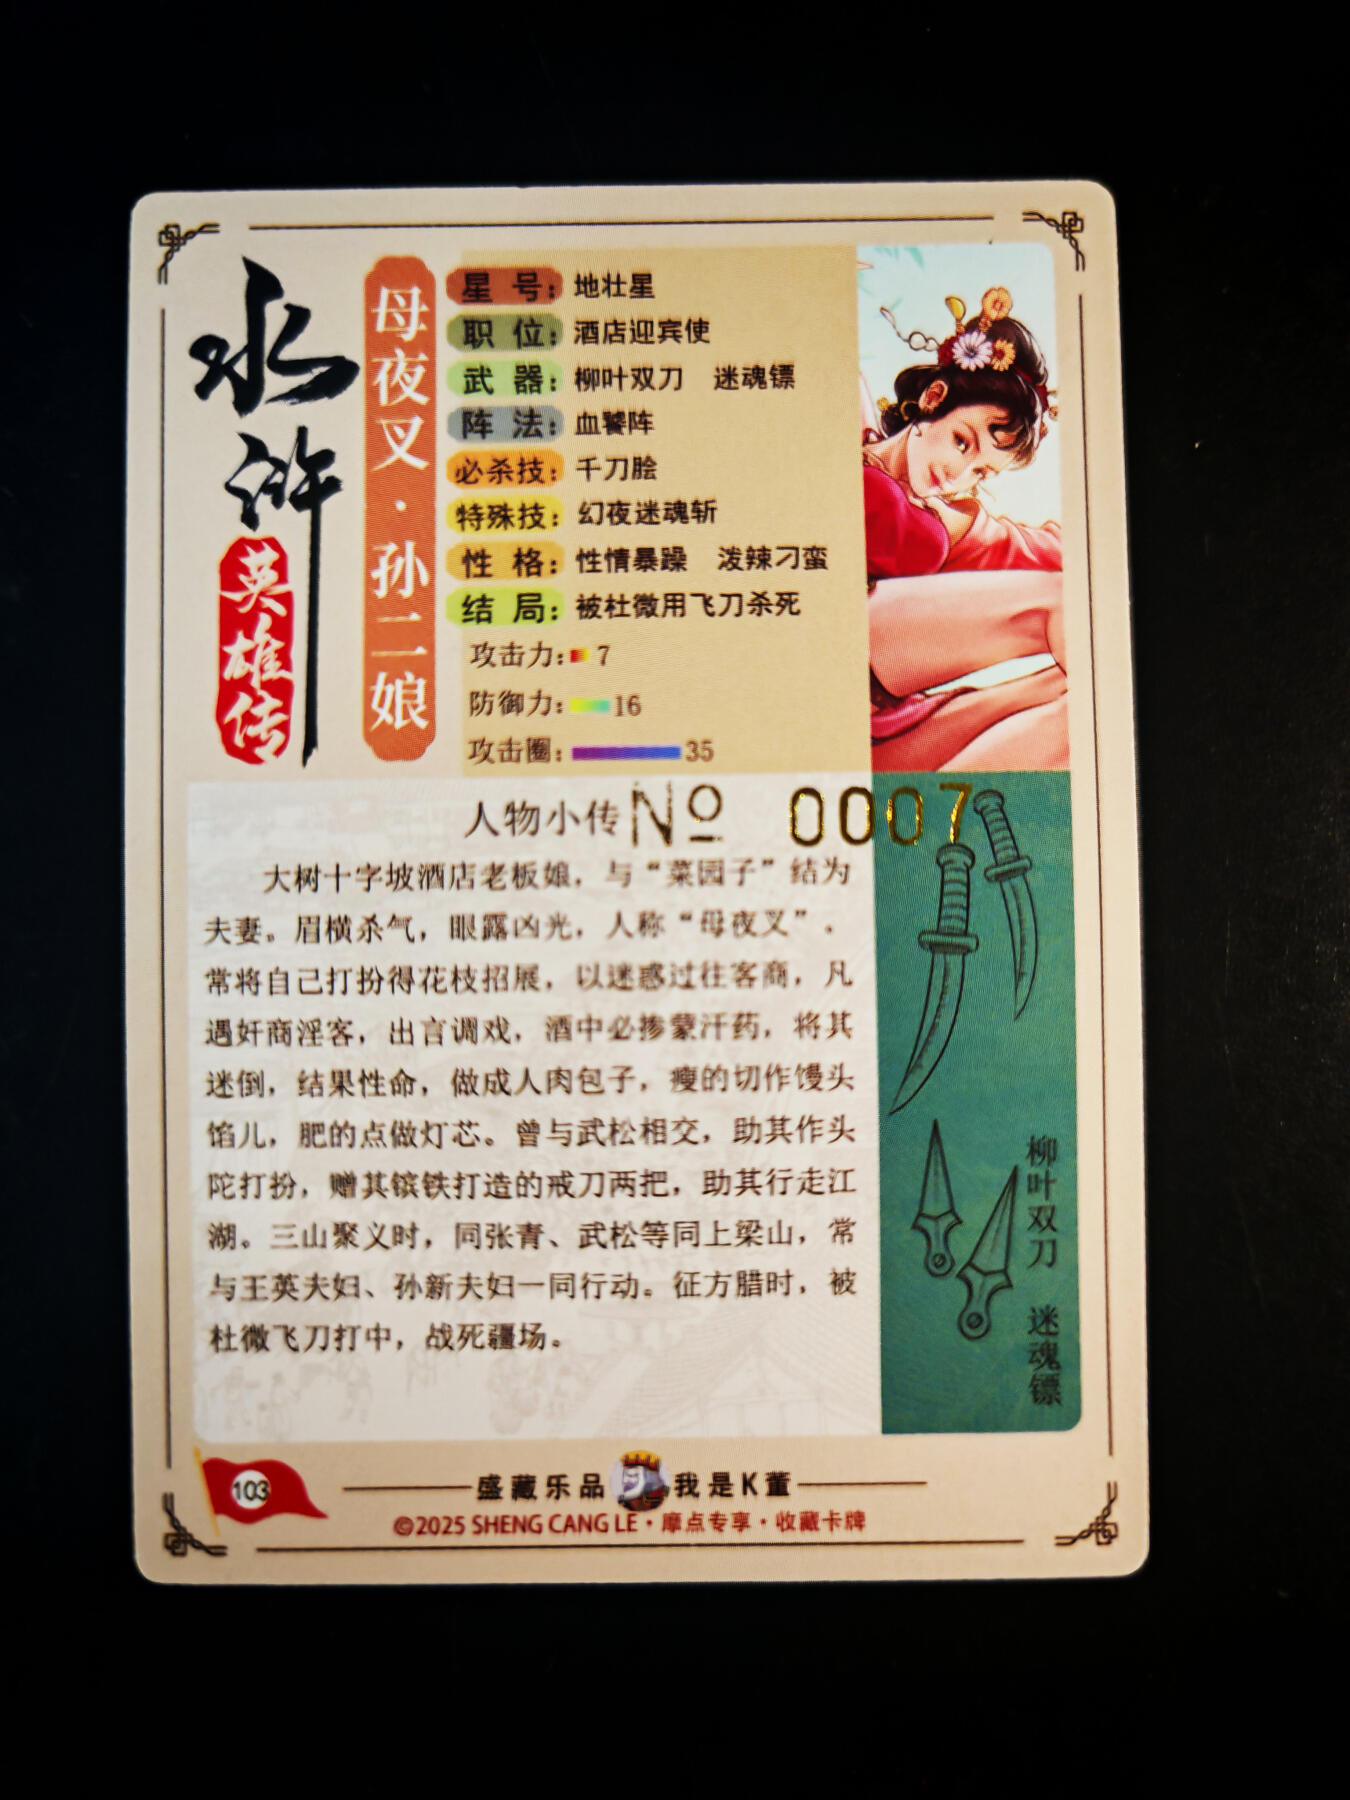 水浒
英雄传
母夜叉·孙二娘
星号：地壮星
职位：酒店迎宾使
武器：柳叶双刀 迷魂镖
阵法：血饕阵
必杀技：千刀脍
特殊技：幻夜迷魂斩
性格：性情暴躁 泼辣刁蛮
结局：被杜微用飞刀杀死
攻击力：7
防御力：16
攻击圈：35
人物小传 № 0007
大树十字坡酒店老板娘，与“菜园子”结为
夫妻。眉横杀气，眼露凶光，人称“母夜叉”。
常将自己打扮得花枝招展，以迷惑过往客商，凡
遇奸商淫客，出言调戏，酒中必掺蒙汗药，将其
迷倒，结果性命，做成人肉包子，瘦的切作馒头
馅儿，肥的点做灯芯。曾与武松相交，助其作头
陀打扮，赠其镔铁打造的戒刀两把，助其行走江
湖。三山聚义时，同张青、武松等同上梁山，常
与王英夫妇、孙新夫妇一同行动。征方腊时，被
杜微飞刀打中，战死疆场。
柳叶双刀 迷魂镖
103
盛藏乐品 我是K董
©2025 SHENG CANG LE·摩点专享·收藏卡牌